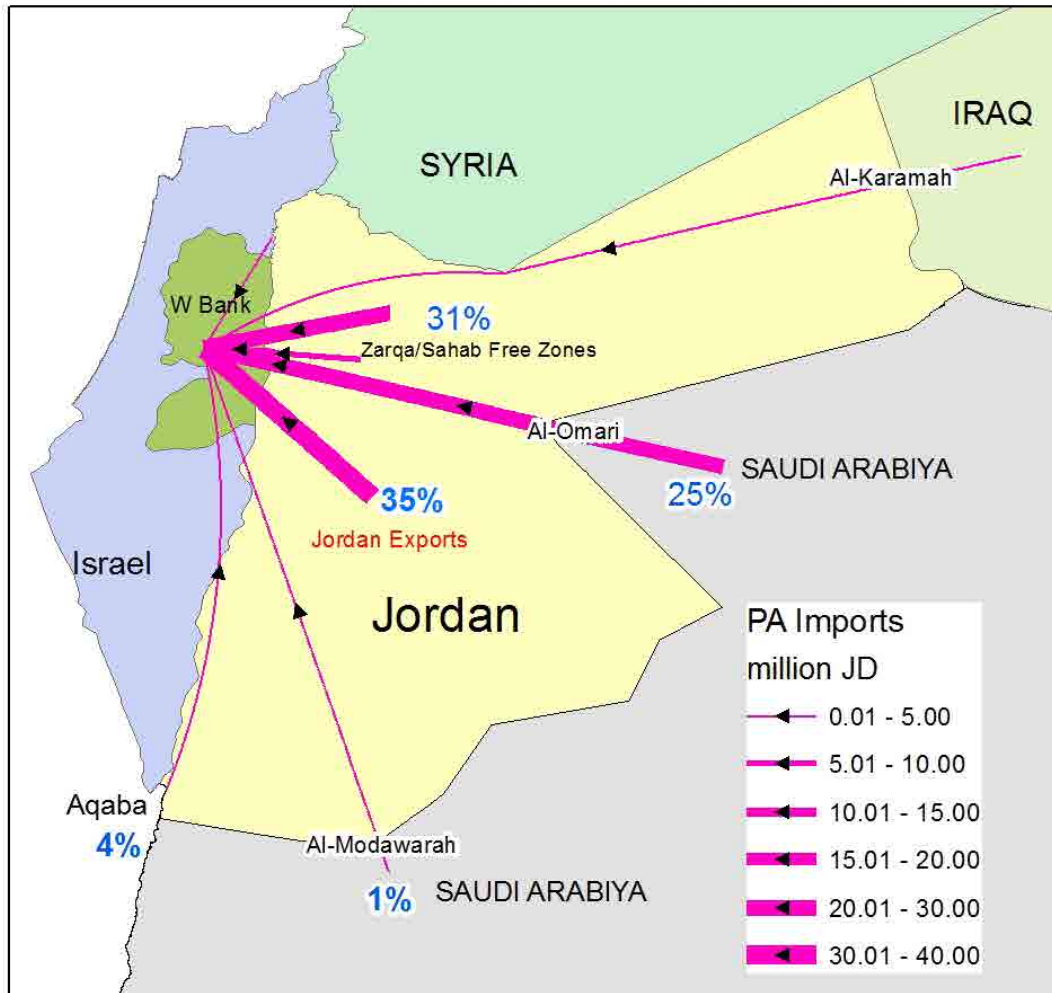 IRAQ
SYRIA
Al-Karamah
W Bank
31%
Zarqa/Sahab Free Zones
Al-Omari
SAUDI ARABIYA
25%
35%
Jordan Exports
Israel
Jordan
Aqaba
4%
Al-Modawarah
1%
SAUDI ARABIYA
PA Imports
million JD
0.01 - 5.00
5.01 - 10.00
10.01 - 15.00
15.01 - 20.00
20.01 - 30.00
30.01 - 40.00